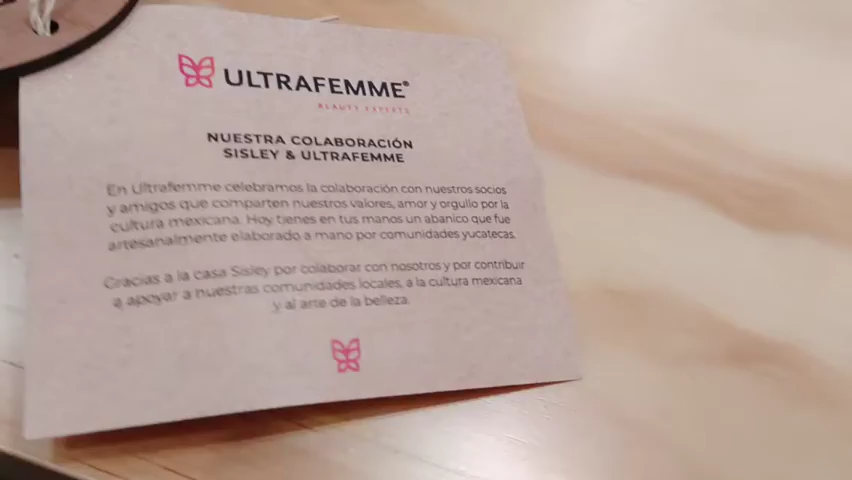 ULTRAFEMME®
BEAUTY EXPERTS
NUESTRA COLABORACIÓN
SISLEY & ULTRAFEMME
En Ultrafemme celebramos la colaboración con nuestros socios
y amigos que comparten nuestros valores, amor y orgullo por la
cultura mexicana. Hoy tienes en tus manos un abanico que fue
artesanalmente elaborado a mano por comunidades yucatecas.
Gracias a la casa Sisley por colaborar con nosotros y por contribuir
a apoyar a nuestras comunidades locales, a la cultura mexicana
y al arte de la belleza.